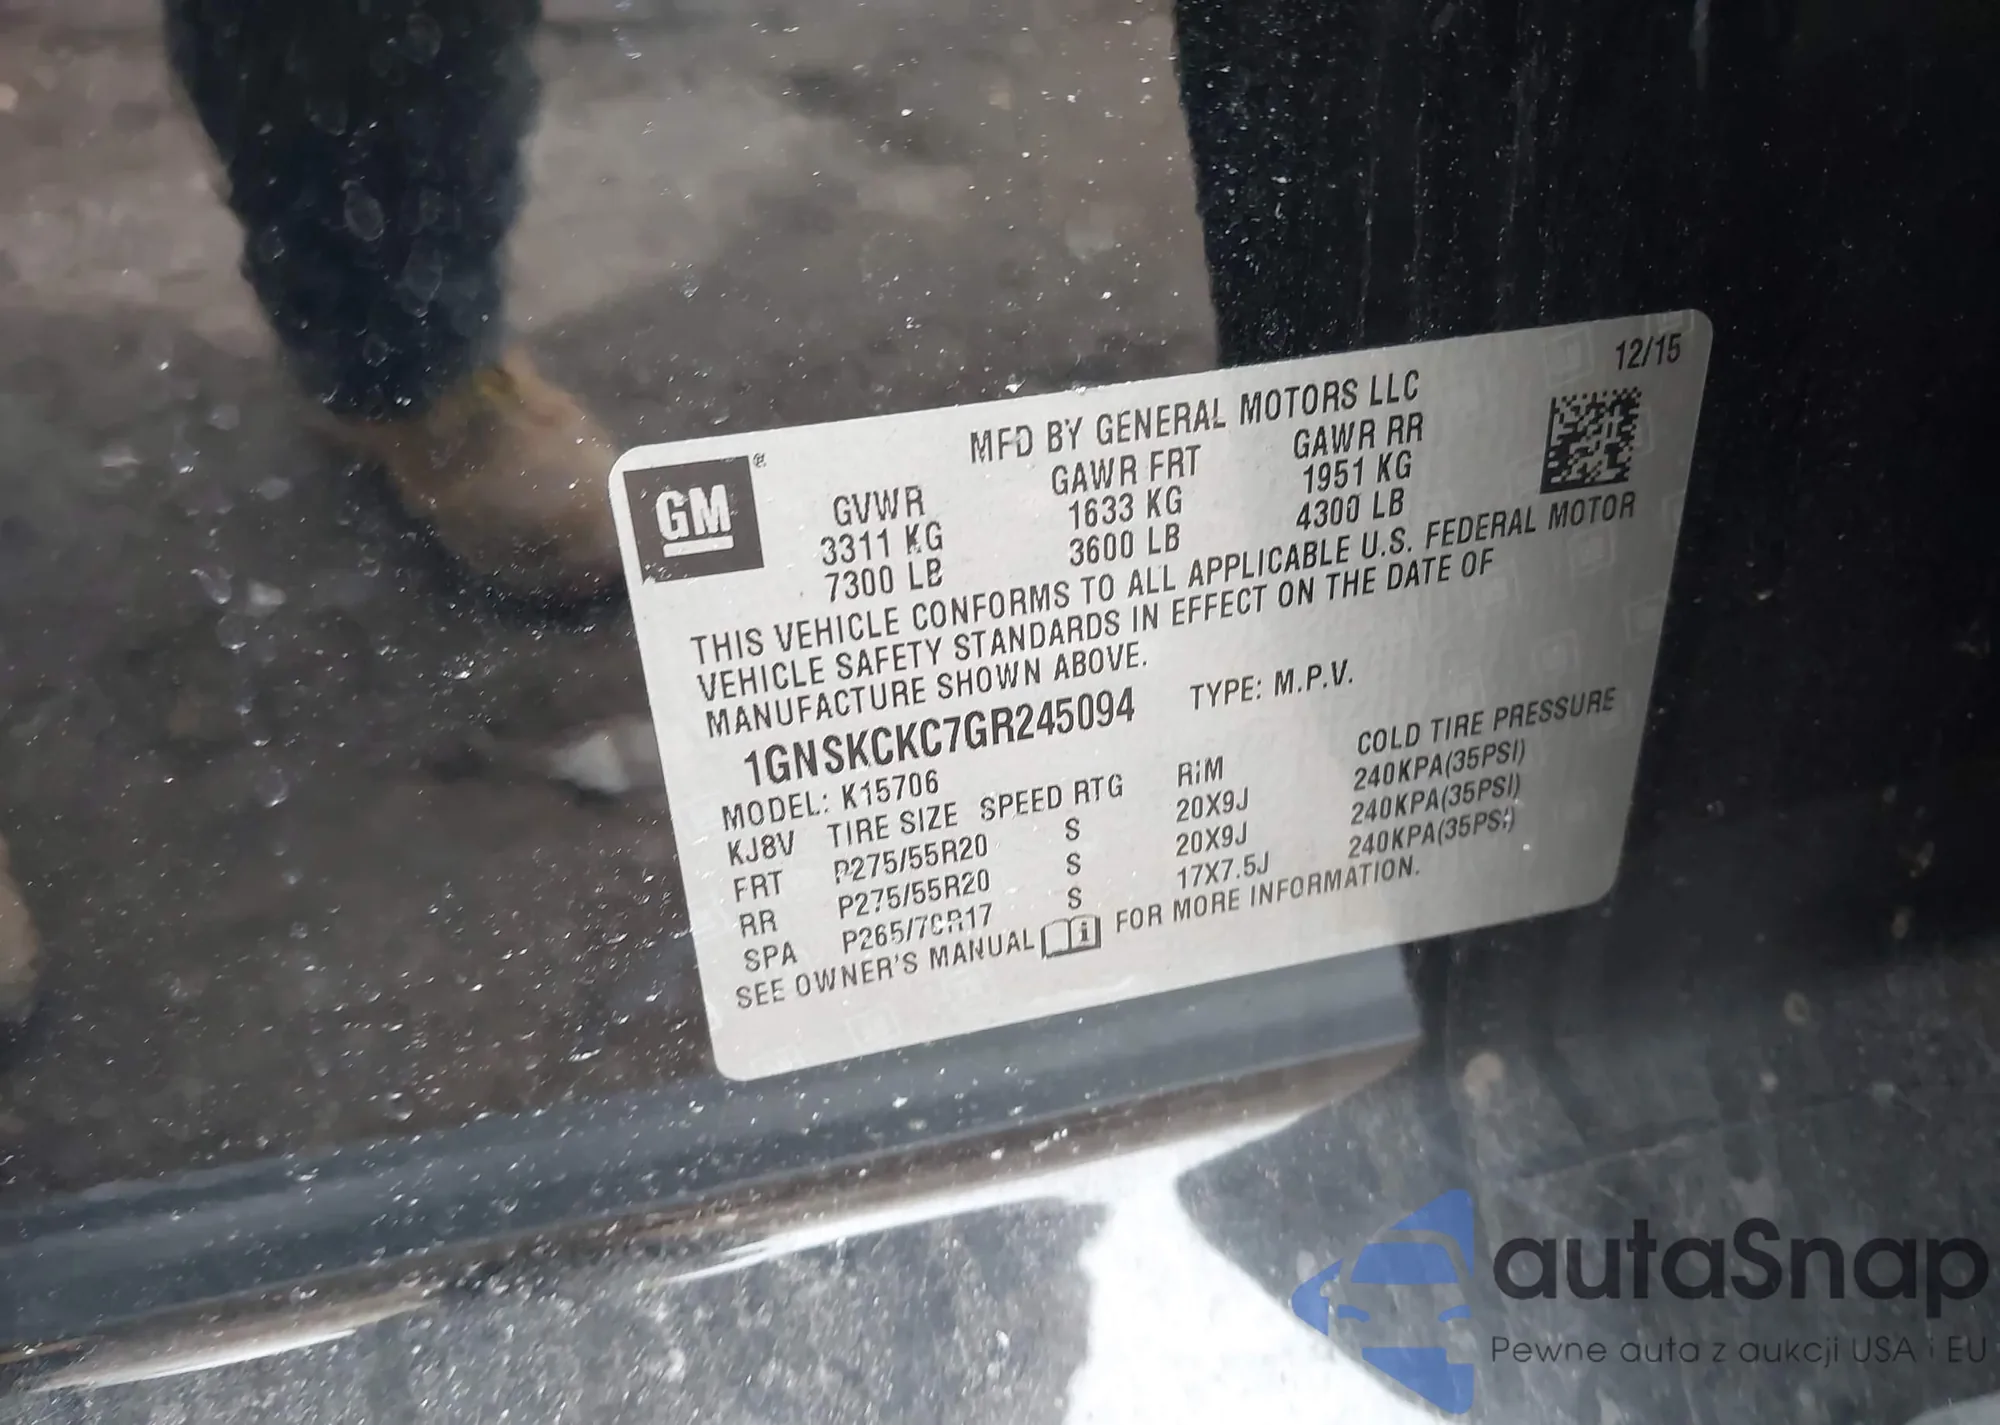 12/15
MFD BY GENERAL MOTORS LLC
GM®
GVWR GAWR FRT GAWR RR
3311 KG 1633 KG 1951 KG
7300 LB 3600 LB 4300 LB
THIS VEHICLE CONFORMS TO ALL APPLICABLE U.S. FEDERAL MOTOR
VEHICLE SAFETY STANDARDS IN EFFECT ON THE DATE OF
MANUFACTURE SHOWN ABOVE.
1GNSKCKC7GR245094 TYPE: M.P.V.
MODEL: K15706
KJ8V TIRE SIZE SPEED RTG RIM COLD TIRE PRESSURE
FRT P275/55R20 S 20X9J 240KPA(35PSI)
RR P275/55R20 S 20X9J 240KPA(35PSI)
SPA P265/70R17 S 17X7.5J 240KPA(35PSI)
SEE OWNER'S MANUAL FOR MORE INFORMATION.
autaSnap
Pewne auta z aukcji USA i EU